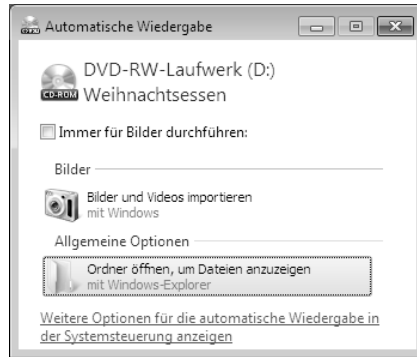 Automatische Wiedergabe
DVD-RW-Laufwerk (D:)
Weihnachtsessen
CD-ROM
Immer für Bilder durchführen:
Bilder
Bilder und Videos importieren
mit Windows
Allgemeine Optionen
Ordner öffnen, um Dateien anzuzeigen
mit Windows-Explorer
Weitere Optionen für die automatische Wiedergabe in
der Systemsteuerung anzeigen